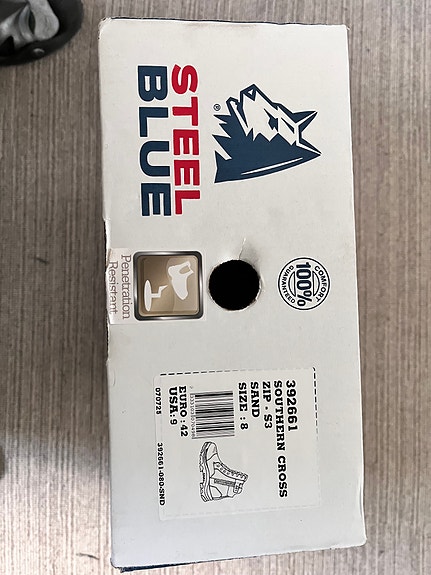 STEEL
BLUE
®
100%
COMFORT
GUARANTEED
Penetration
Resistant
392661
SOUTHERN CROSS
ZIP - S3
SAND
SIZE : 8
EURO : 42
USA : 9
070725
392661-080-SND